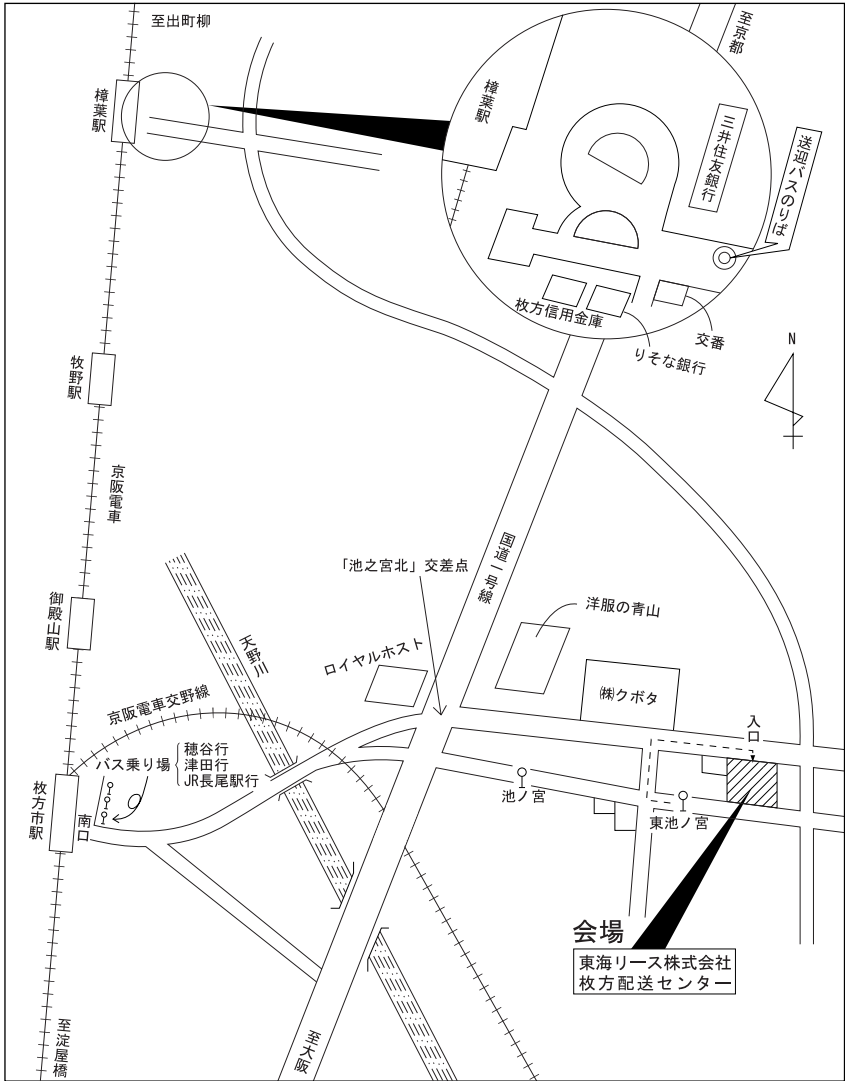 至出町柳
至京都
樟葉駅
樟葉駅
三井住友銀行
送迎バスのりば
枚方信用金庫
りそな銀行
交番
N
牧野駅
京阪電車
国道一号線
「池之宮北」交差点
御殿山駅
天野川
ロイヤルホスト
洋服の青山
㈱クボタ
京阪電車交野線
入口
バス乗り場
穂谷行
津田行
JR長尾駅行
枚方市駅
南口
池ノ宮
東池ノ宮
会場
東海リース株式会社
枚方配送センター
至淀屋橋
至大阪